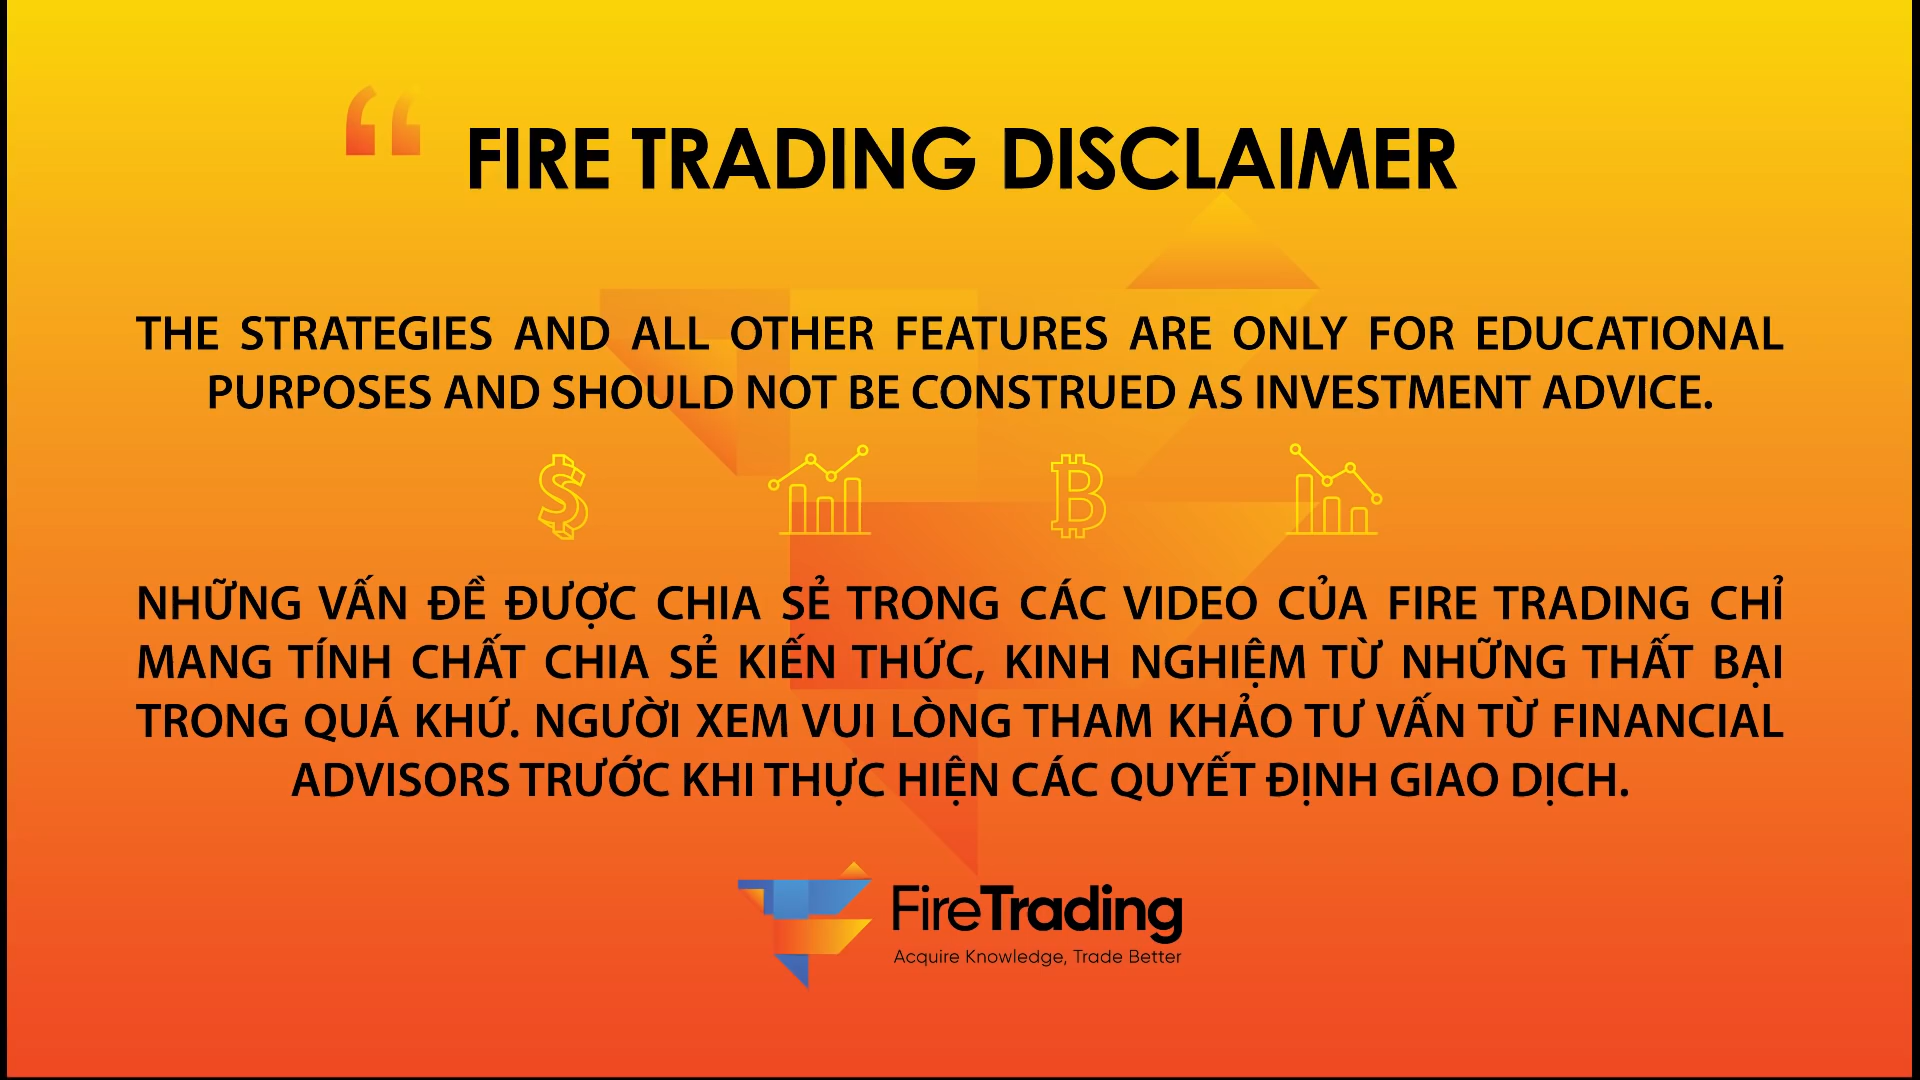 “ FIRE TRADING DISCLAIMER
THE STRATEGIES AND ALL OTHER FEATURES ARE ONLY FOR EDUCATIONAL
PURPOSES AND SHOULD NOT BE CONSTRUED AS INVESTMENT ADVICE.
NHỮNG VẤN ĐỀ ĐƯỢC CHIA SẺ TRONG CÁC VIDEO CỦA FIRE TRADING CHỈ
MANG TÍNH CHẤT CHIA SẺ KIẾN THỨC, KINH NGHIỆM TỪ NHỮNG THẤT BẠI
TRONG QUÁ KHỨ. NGƯỜI XEM VUI LÒNG THAM KHẢO TƯ VẤN TỪ FINANCIAL
ADVISORS TRƯỚC KHI THỰC HIỆN CÁC QUYẾT ĐỊNH GIAO DỊCH.
FireTrading
Acquire Knowledge, Trade Better